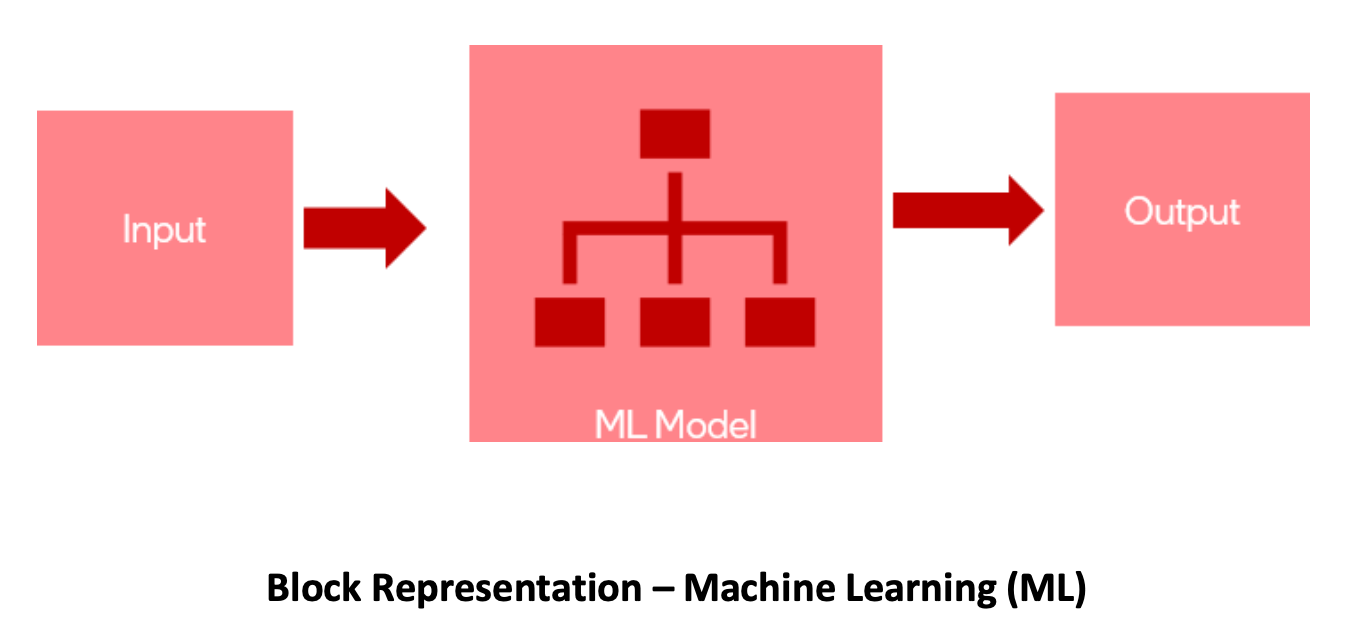 Input
ML Model
Output
Block Representation – Machine Learning (ML)